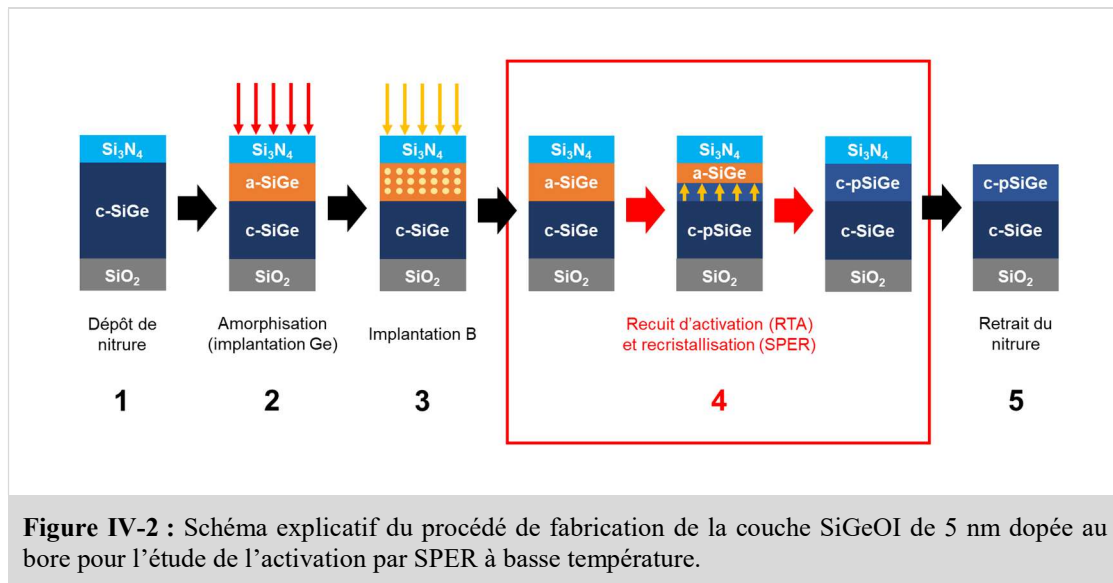 Si₃N₄
c-SiGe
SiO₂
Dépôt de
nitrure
1
Si₃N₄
a-SiGe
c-SiGe
SiO₂
Amorphisation
(implantation Ge)
2
Si₃N₄
c-SiGe
SiO₂
Implantation B
3
Si₃N₄
a-SiGe
c-SiGe
SiO₂
Si₃N₄
a-SiGe
c-pSiGe
SiO₂
Si₃N₄
c-pSiGe
c-SiGe
SiO₂
Recuit d'activation (RTA)
et recristallisation (SPER)
4
c-pSiGe
c-SiGe
SiO₂
Retrait du
nitrure
5
Figure IV-2 : Schéma explicatif du procédé de fabrication de la couche SiGeOI de 5 nm dopée au
bore pour l'étude de l'activation par SPER à basse température.